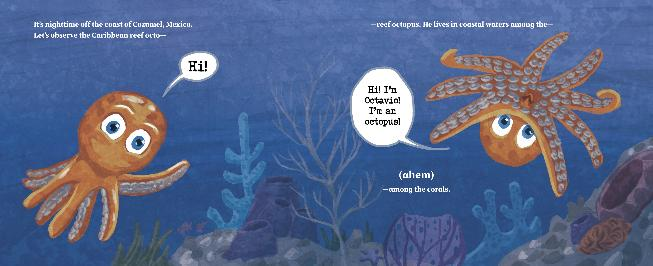 It's nighttime off the coast of Cozumel, Mexico.
Let's observe the Caribbean reef octo—
Hi!
—reef octopus. He lives in coastal waters among the—
Hi! I'm
Octavio!
I'm an
octopus!
(ahem)
—among the corals.